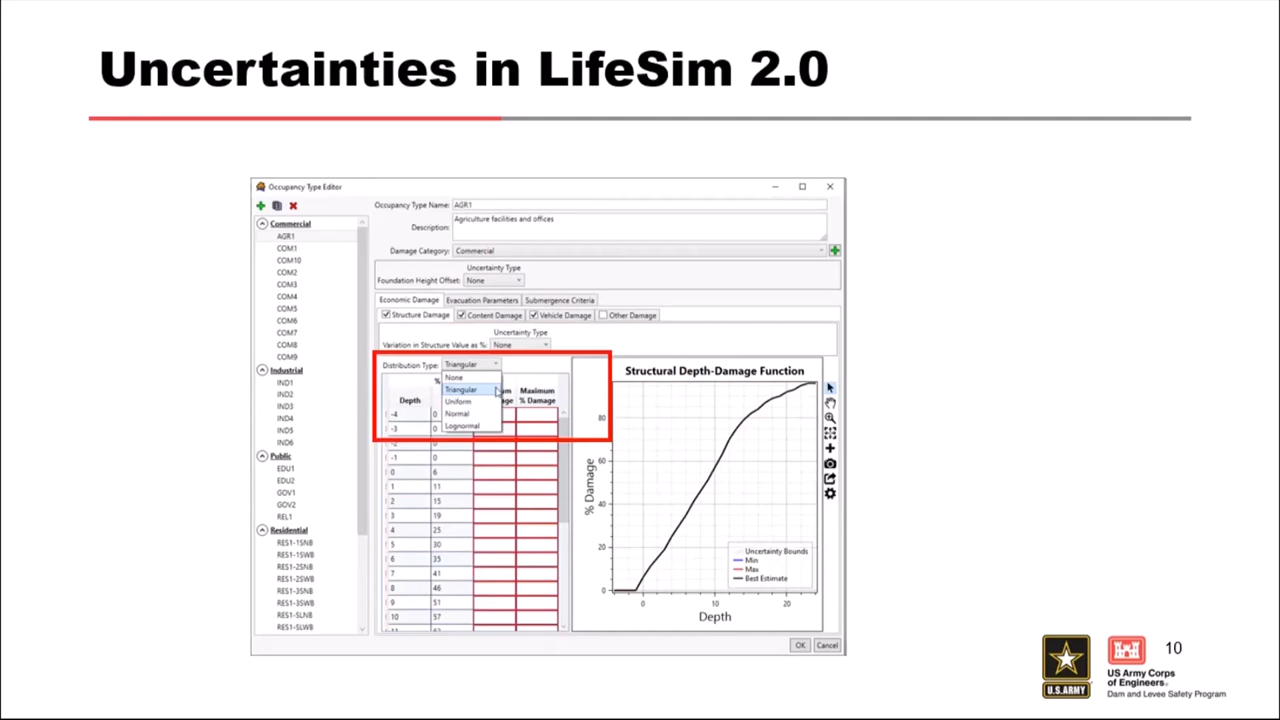 Uncertainties in LifeSim 2.0
Occupancy Type Editor
Occupancy Type Name: AGR1
Description: Agriculture facilities and offices
Damage Category: Commercial
Uncertainty Type
Foundation Height Offset: None
Economic Damage Evacuation Parameters Submergence Criteria
Structure Damage Content Damage Vehicle Damage Other Damage
Uncertainty Type
Variation in Structure Value as %: None
Commercial
AGR1
COM1
COM10
COM2
COM3
COM4
COM5
COM6
COM7
COM8
COM9
Industrial
IND1
IND2
IND3
IND4
IND5
IND6
Public
EDU1
EDU2
GOV1
GOV2
REL1
Residential
RES1-1SNB
RES1-1SWB
RES1-2SNB
RES1-2SWB
RES1-3SNB
RES1-3SWB
RES1-SLNB
RES1-SLWB
Distribution Type: Triangular
None
Triangular
Uniform
Normal
Lognormal
%
Depth
Maximum
% Damage
-4 0
-3 0
-2 0
-1 0
0 6
1 11
2 15
3 19
4 25
5 30
6 35
7 41
8 46
9 51
10 57
Structural Depth-Damage Function
% Damage
80
60
40
20
0
0 10 20
Depth
Uncertainty Bounds
Min
Max
Best Estimate
OK Cancel
U.S.ARMY
US Army Corps
of Engineers®
Dam and Levee Safety Program
10